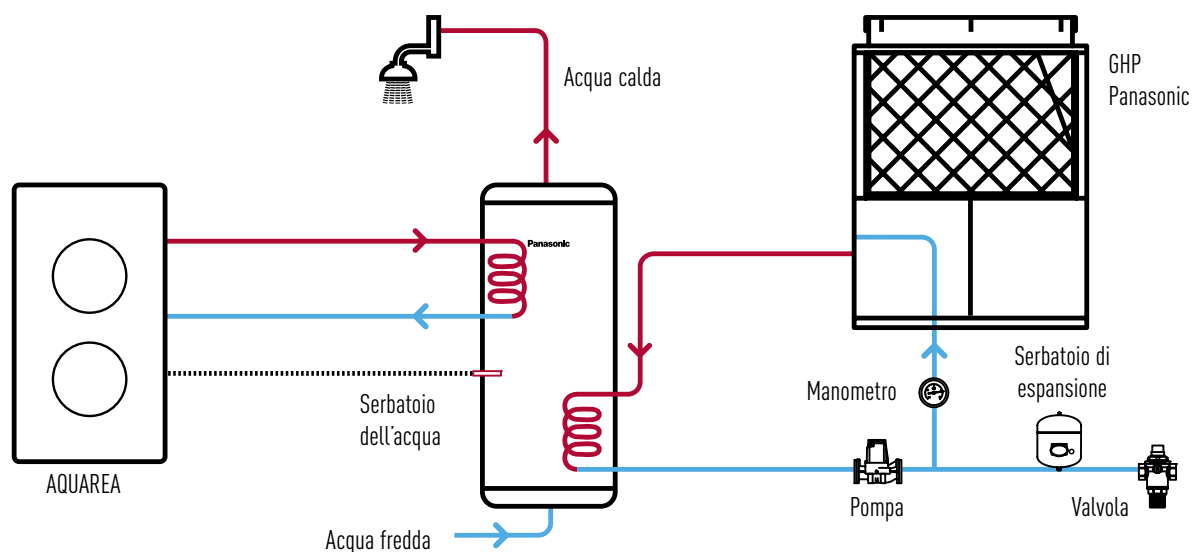 Acqua calda
GHP
Panasonic
Panasonic
Serbatoio di
espansione
Manometro
Serbatoio
dell'acqua
AQUAREA
Pompa
Valvola
Acqua fredda